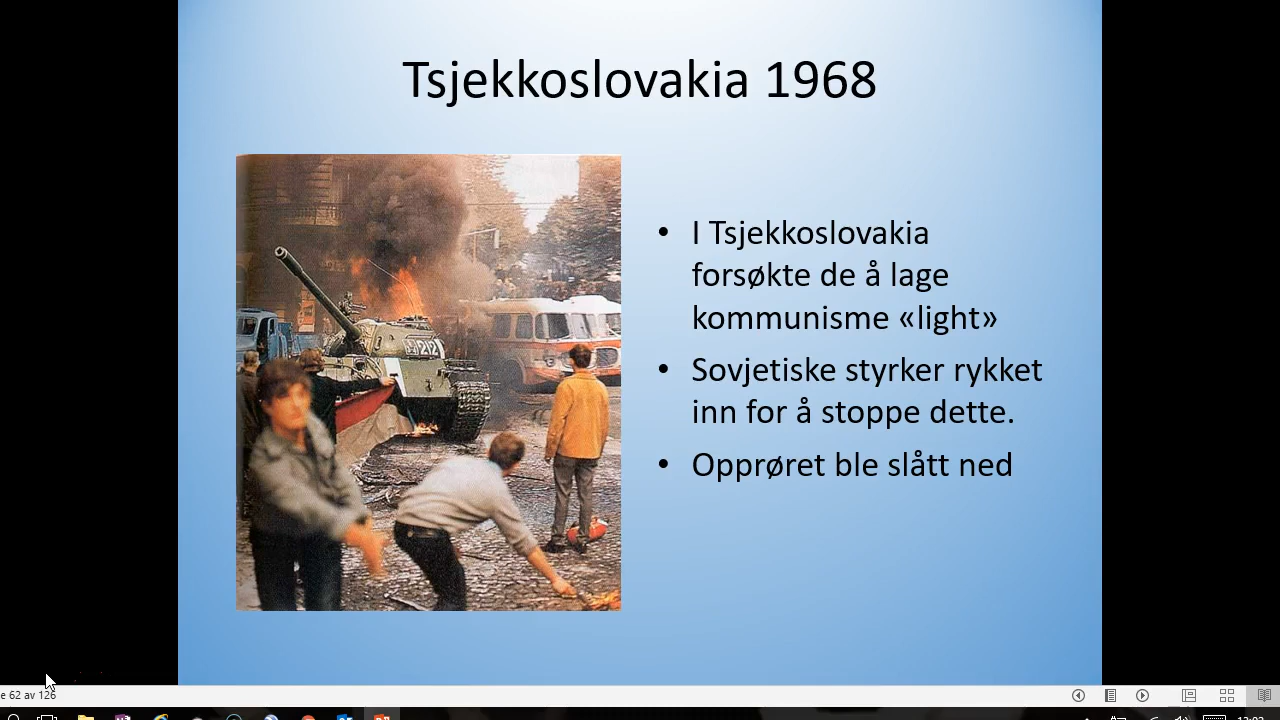 Tsjekkoslovakia 1968
• I Tsjekkoslovakia
forsøkte de å lage
kommunisme «light»
• Sovjetiske styrker rykket
inn for å stoppe dette.
• Opprøret ble slått ned
212
e 62 av 126